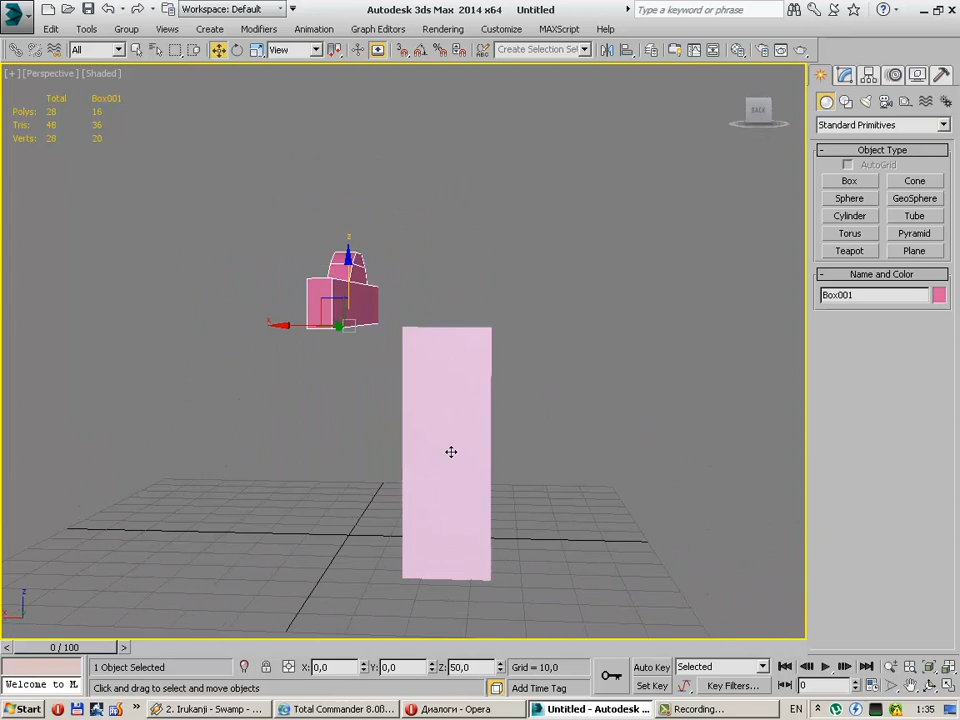 Workspace: Default
Autodesk 3ds Max 2014 x64 Untitled
Type a keyword or phrase
Edit Tools Group Views Create Modifiers Animation Graph Editors Rendering Customize MAXScript Help
All View Create Selection Se
[+] [Perspective] [Shaded]
Total Box001
Polys: 28 16
Tris: 48 36
Verts: 28 20
BACK
Standard Primitives
- Object Type
AutoGrid
Box Cone
Sphere GeoSphere
Cylinder Tube
Torus Pyramid
Teapot Plane
- Name and Color
Box001
z
x
z
x
< 0 / 100 >
1 Object Selected X: 0,0 Y: 0,0 Z: 50,0 Grid = 10,0 Auto Key Selected
Welcome to M. Click and drag to select and move objects Add Time Tag Set Key Key Filters... 0
Start 2. Irukanji - Swamp - ... Total Commander 8.0ß... Диалоги - Opera Untitled - Autodesk ... Recording... EN 1:35